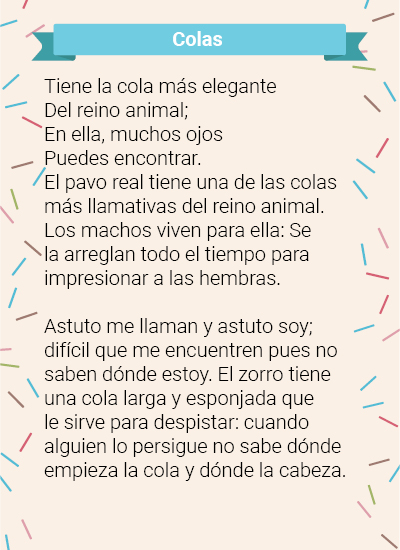 Colas
Tiene la cola más elegante
Del reino animal;
En ella, muchos ojos
Puedes encontrar.
El pavo real tiene una de las colas
más llamativas del reino animal.
Los machos viven para ella: Se
la arreglan todo el tiempo para
impresionar a las hembras.
Astuto me llaman y astuto soy;
difícil que me encuentren pues no
saben dónde estoy. El zorro tiene
una cola larga y esponjada que
le sirve para despistar: cuando
alguien lo persigue no sabe dónde
empieza la cola y dónde la cabeza.